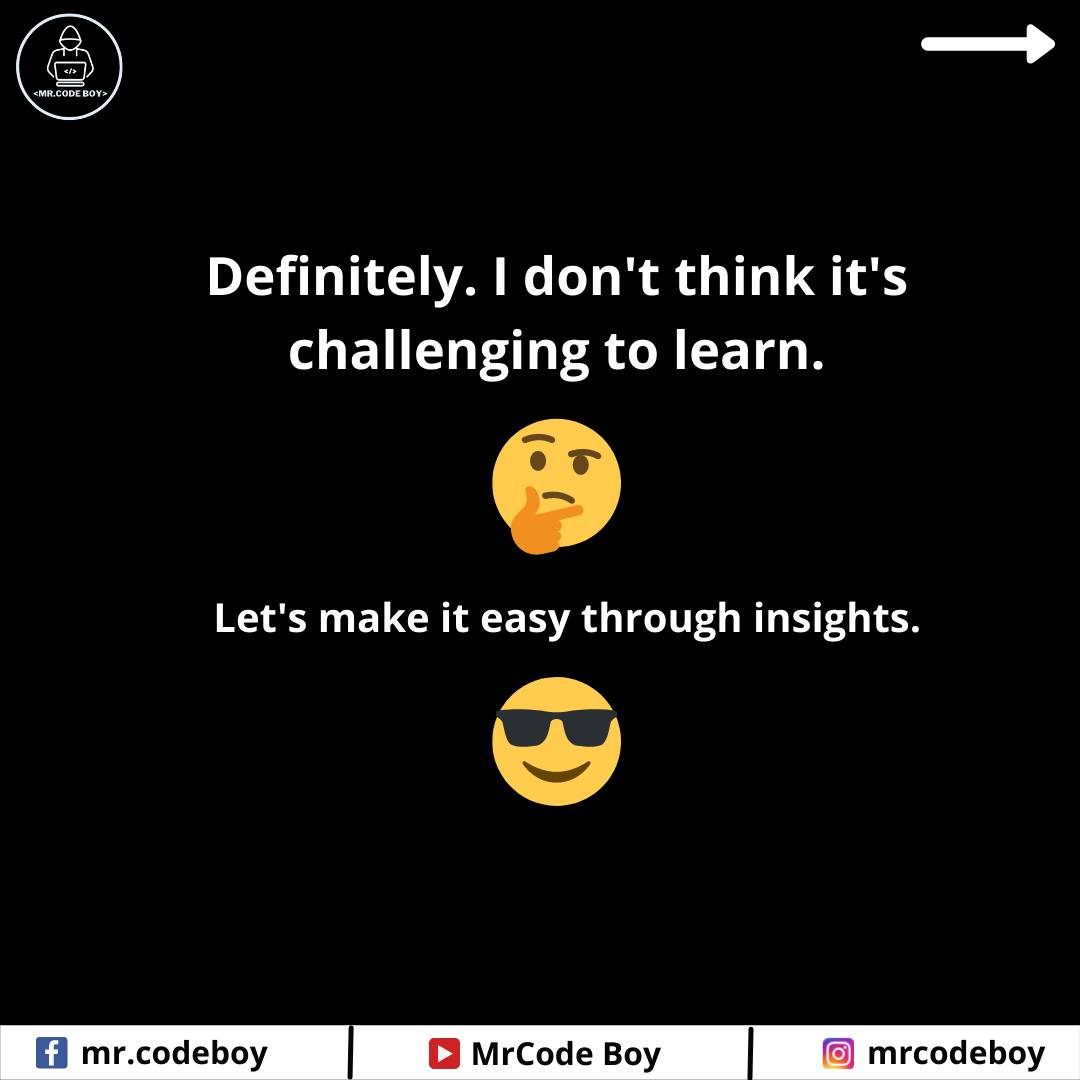 </>
<MR.CODE BOY>
Definitely. I don't think it's
challenging to learn.
Let's make it easy through insights.
mr.codeboy
MrCode Boy
mrcodeboy